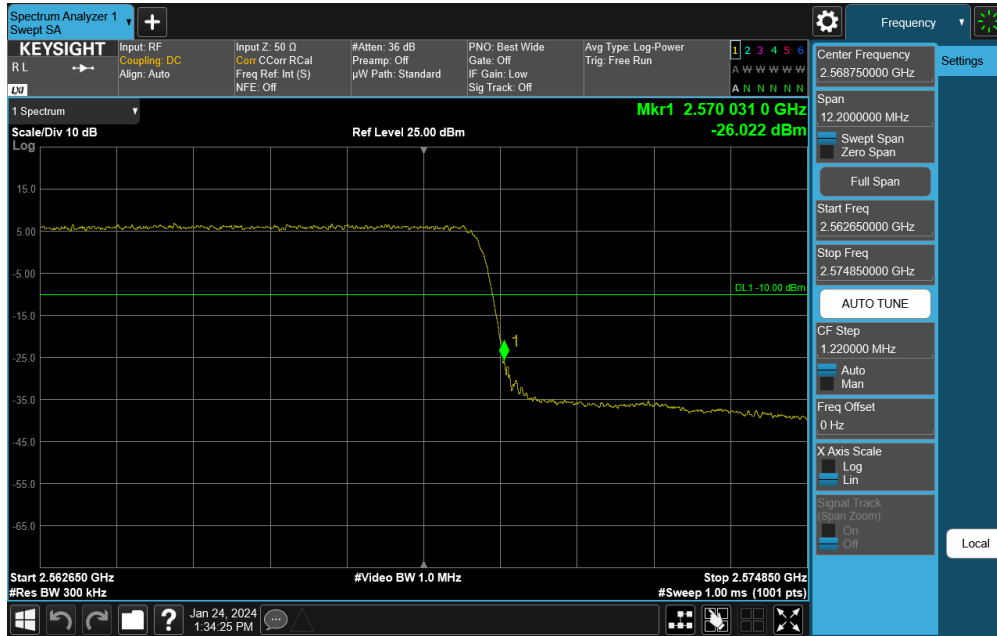 Spectrum Analyzer 1
Swept SA
+
Frequency
KEYSIGHT
R L
LXI
Input: RF
Coupling: DC
Align: Auto
Input Z: 50 Ω
Corr CCorr RCal
Freq Ref: Int (S)
NFE: Off
#Atten: 36 dB
Preamp: Off
µW Path: Standard
PNO: Best Wide
Gate: Off
IF Gain: Low
Sig Track: Off
Avg Type: Log-Power
Trig: Free Run
1 2 3 4 5 6
A W W W W W
A N N N N N
1 Spectrum
Scale/Div 10 dB
Log
Ref Level 25.00 dBm
Mkr1 2.570 031 0 GHz
-26.022 dBm
15.0
5.00
-5.00
-15.0
-25.0
-35.0
-45.0
-55.0
-65.0
DL1 -10.00 dBm
1
Start 2.562650 GHz
#Res BW 300 kHz
#Video BW 1.0 MHz
Stop 2.574850 GHz
#Sweep 1.00 ms (1001 pts)
Center Frequency
2.568750000 GHz
Settings
Span
12.2000000 MHz
Swept Span
Zero Span
Full Span
Start Freq
2.562650000 GHz
Stop Freq
2.574850000 GHz
AUTO TUNE
CF Step
1.220000 MHz
Auto
Man
Freq Offset
0 Hz
X Axis Scale
Log
Lin
Signal Track
(Span Zoom)
On
Off
Local
?
Jan 24, 2024
1:34:25 PM